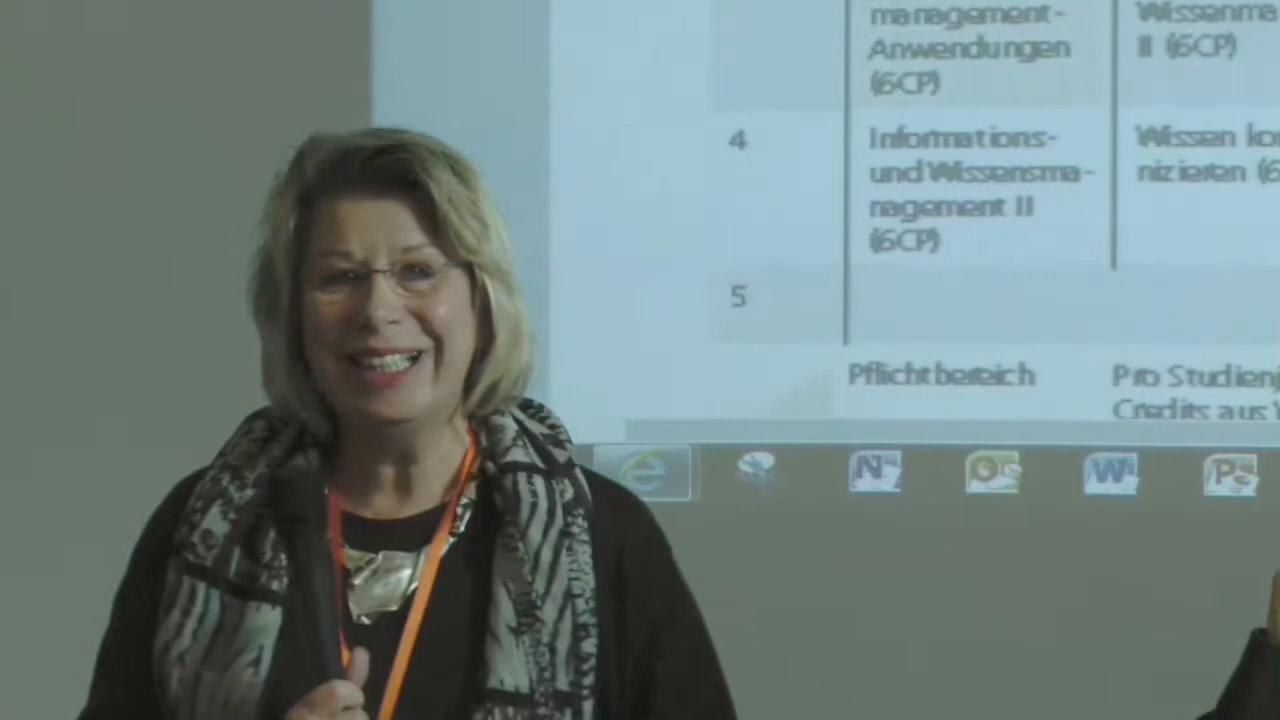 management-
Anwendungen
(6CP)
Wissenma
II (6CP)
4
Informations-
und Wissensma-
nagement II
(6CP)
Wissen ko
nizieren (6
5
Pflichtbereich
Pro Studienj
Credits aus
N
O
W
P